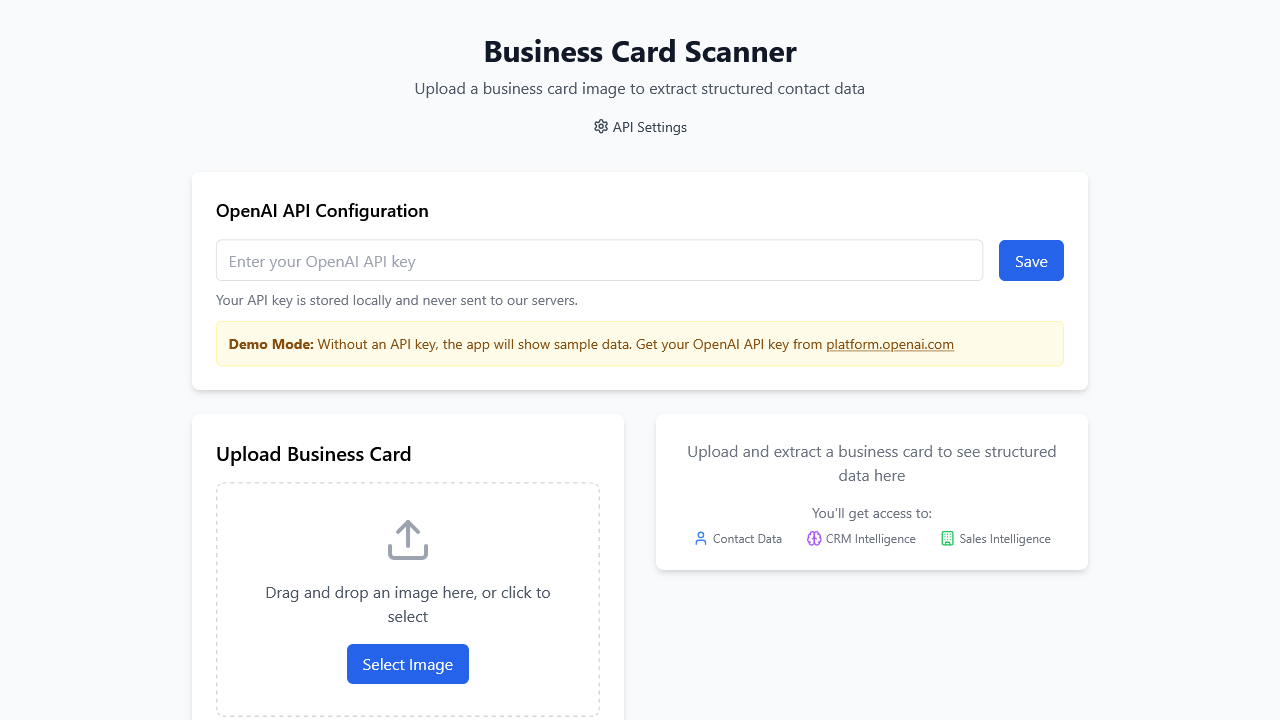 Business Card Scanner
Upload a business card image to extract structured contact data
API Settings
OpenAI API Configuration
Enter your OpenAI API key
Save
Your API key is stored locally and never sent to our servers.
Demo Mode: Without an API key, the app will show sample data. Get your OpenAI API key from platform.openai.com
Upload Business Card
Drag and drop an image here, or click to
select
Select Image
Upload and extract a business card to see structured
data here
You'll get access to:
Contact Data
CRM Intelligence
Sales Intelligence